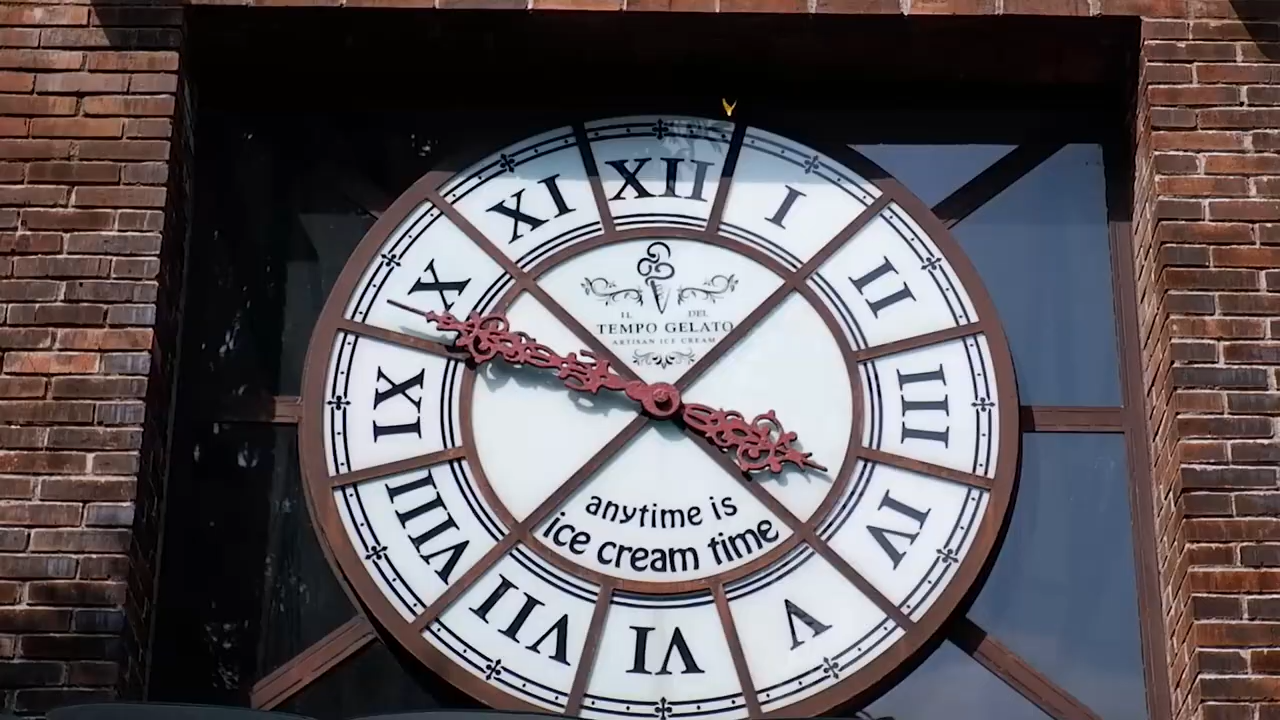 XII
I
II
III
IV
V
VI
VII
VIII
IX
X
XI
IL DEL
TEMPO GELATO
ARTISAN ICE CREAM
anytime is
ice cream time